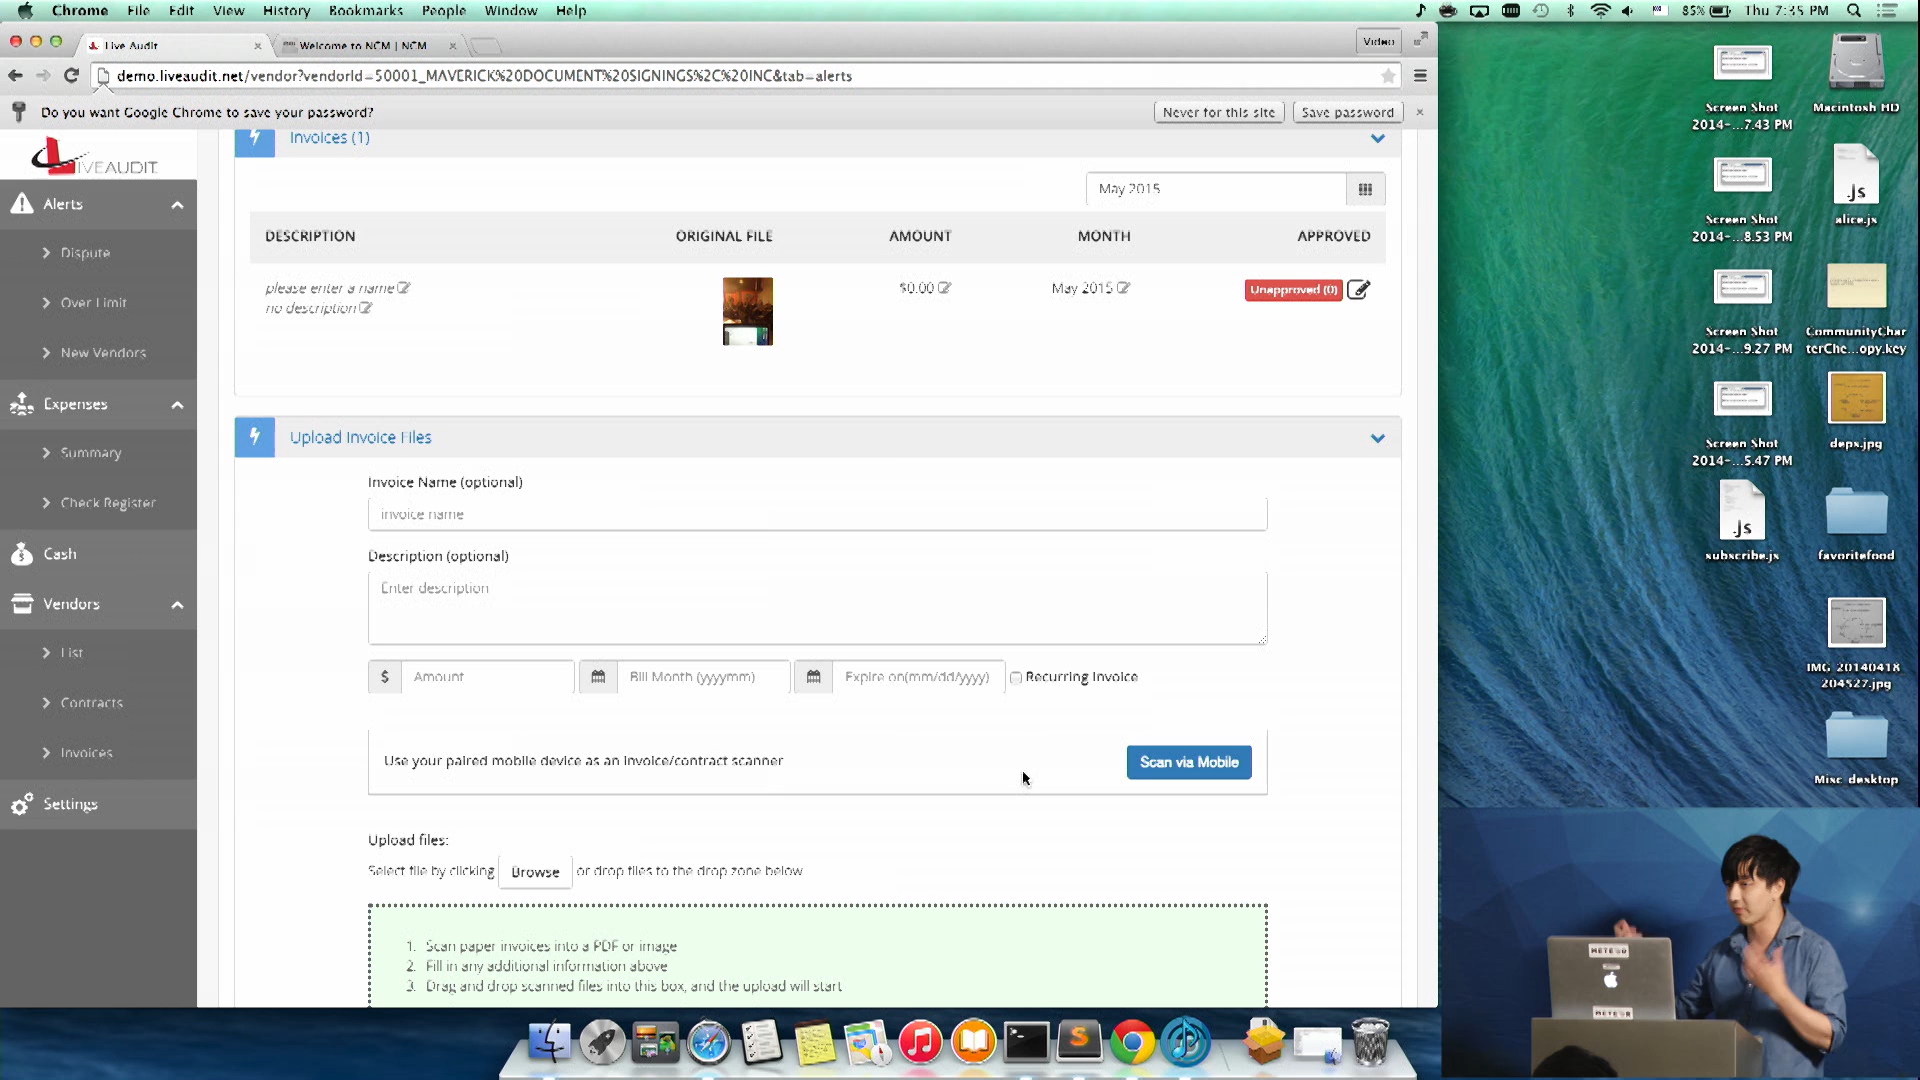 Chrome File Edit View History Bookmarks People Window Help
85% Thu 7:35 PM
Live Audit
Welcome to NCM | NCM
Video
demo.liveaudit.net/vendor?vendorId=50001_MAVERICK%20DOCUMENT%20SIGNINGS%2C%20INC&tab=alerts
Do you want Google Chrome to save your password?
Never for this site
Save password
LIVEAUDIT
Alerts
Dispute
Over Limit
New Vendors
Expenses
Summary
Check Register
Cash
Vendors
List
Contracts
Invoices
Settings
Invoices (1)
May 2015
DESCRIPTION ORIGINAL FILE AMOUNT MONTH APPROVED
please enter a name $0.00 May 2015 Unapproved (0)
no description
Upload Invoice Files
Invoice Name (optional)
invoice name
Description (optional)
Enter description
$ Amount Bill Month (yyyymm) Expire on(mm/dd/yyyy) Recurring Invoice
Use your paired mobile device as an invoice/contract scanner
Scan via Mobile
Upload files:
Select file by clicking Browse or drop files to the drop zone below
1. Scan paper invoices into a PDF or image
2. Fill in any additional information above
3. Drag and drop scanned files into this box, and the upload will start
Screen Shot
2014-...7.43 PM
Macintosh HD
Screen Shot
2014-...8.53 PM
.js
alice.js
Screen Shot
2014-...9.27 PM
CommunityChar
terChe...opy.key
Screen Shot
2014-...5.47 PM
deps.jpg
.js
subscribe.js
favoritefood
IMG_20140418_
204527.jpg
Misc desktop
METEOR
METEOR